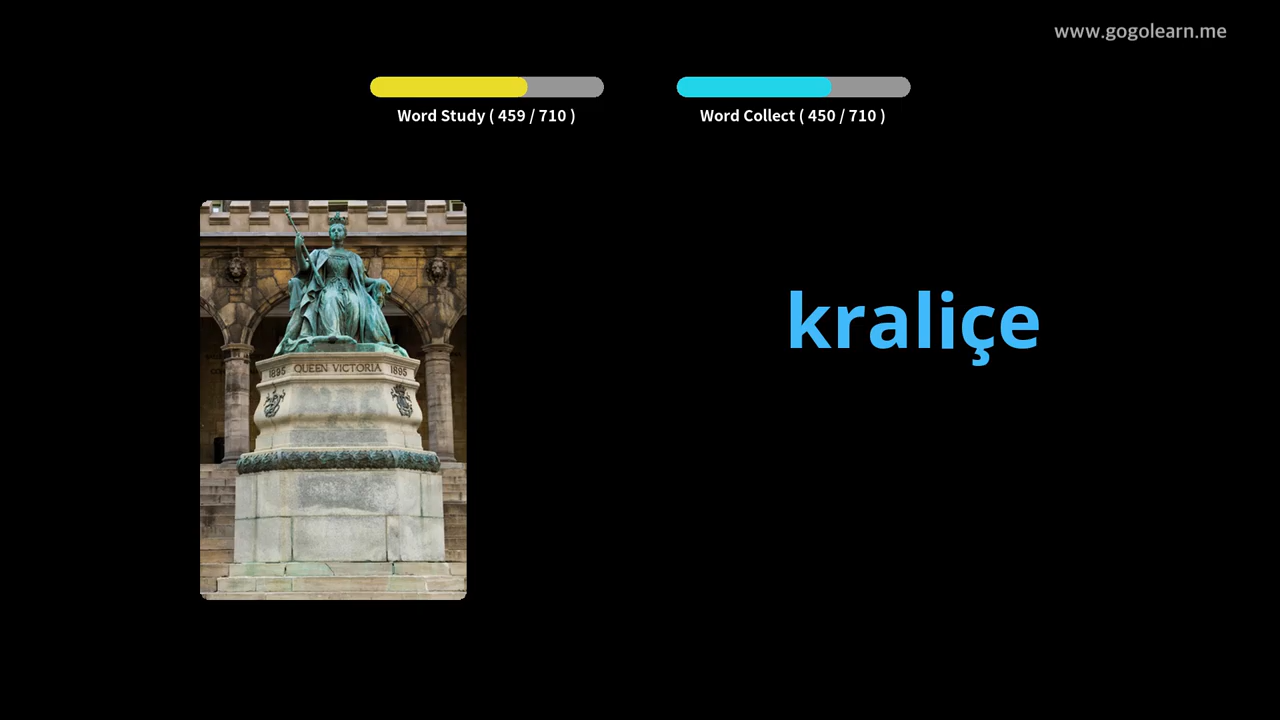 www.gogolearn.me
Word Study ( 459 / 710 )
Word Collect ( 450 / 710 )
kraliçe
1895 QUEEN VICTORIA 1895